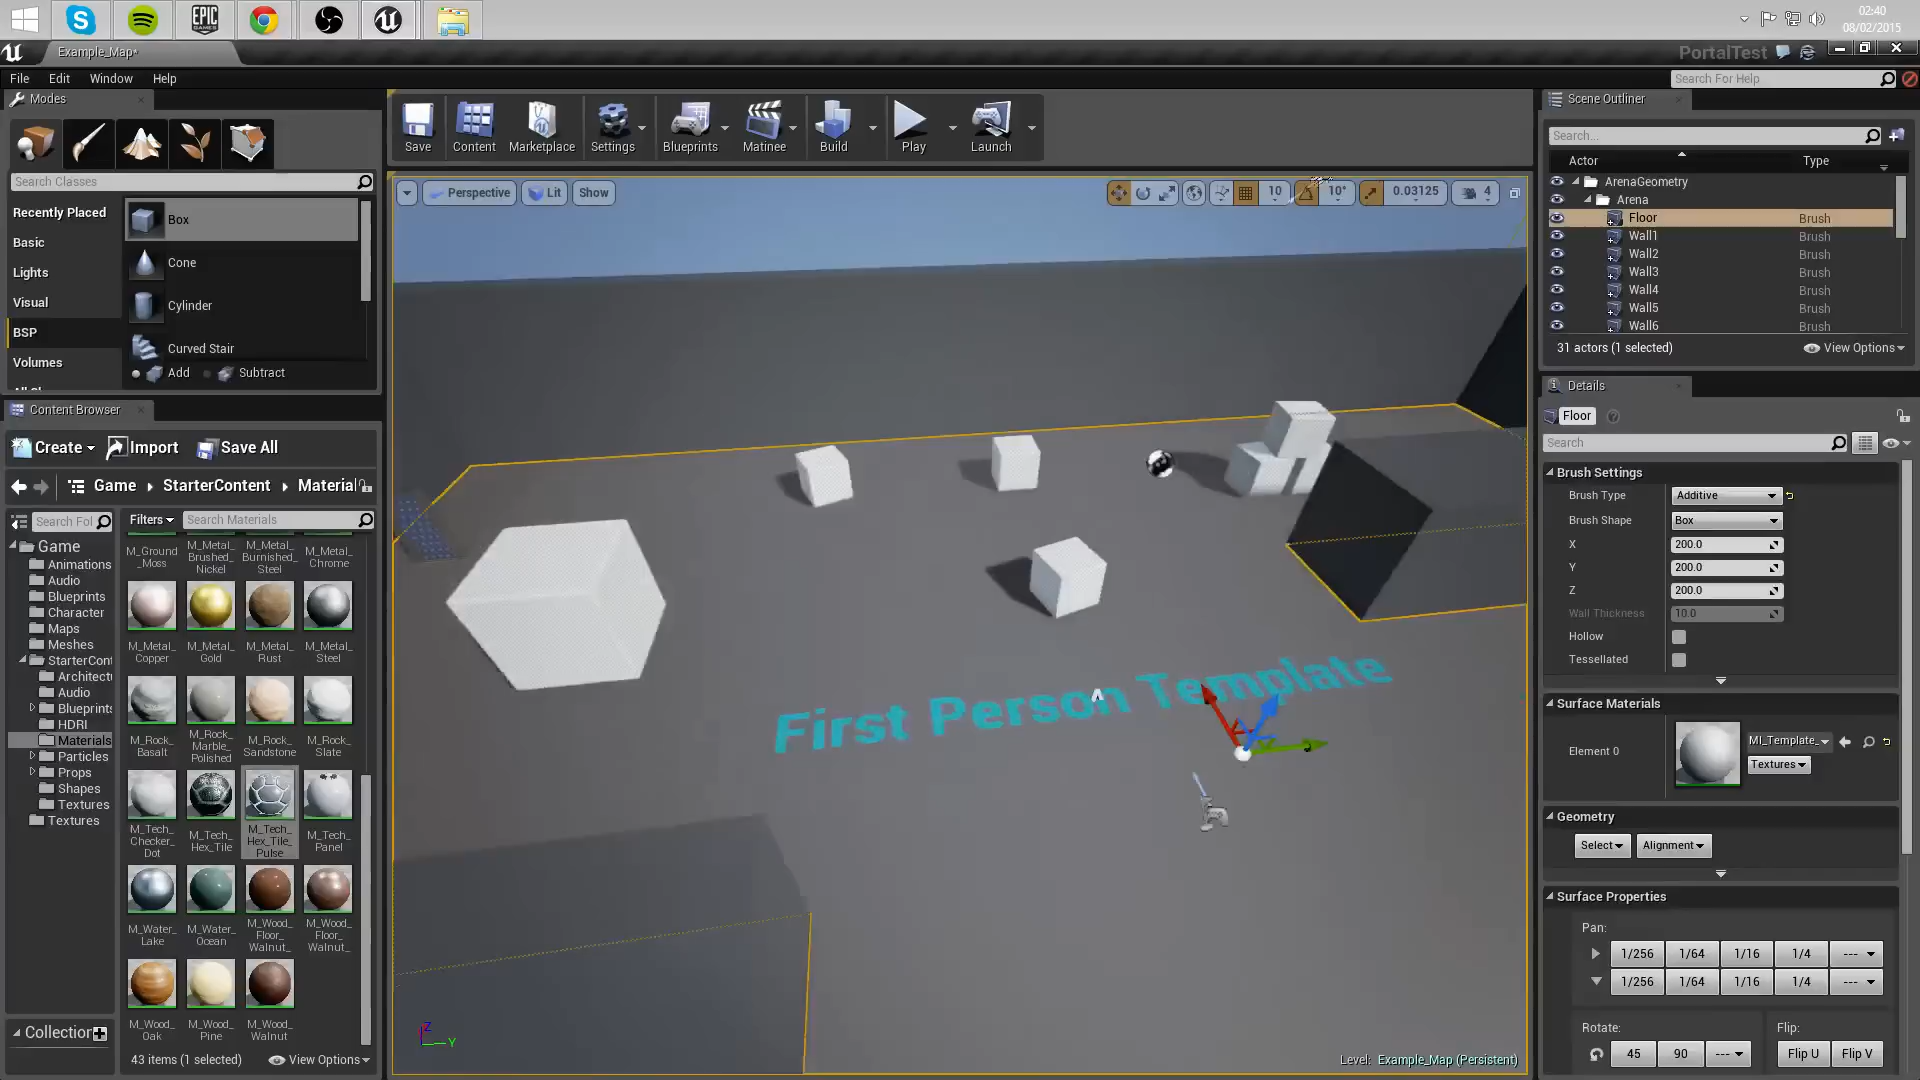 02:40
08/02/2015
EPIC GAMES
Example_Map*
PortalTest
File Edit Window Help
Search For Help
Modes
Search Classes
Recently Placed
Basic
Lights
Visual
BSP
Volumes
Box
Cone
Cylinder
Curved Stair
Add Subtract
Save Content Marketplace Settings Blueprints Matinee Build Play Launch
Perspective Lit Show
10 10° 0.03125 4
First Person Template
Z
Y
Level: Example_Map (Persistent)
Content Browser
Create Import Save All
Game StarterContent Material
Search Fol
Filters Search Materials
Game
Animations
Audio
Blueprints
Character
Maps
Meshes
StarterCont
Architectu
Audio
Blueprints
HDRI
Materials
Particles
Props
Shapes
Textures
Textures
Collection
M_Ground_Moss
M_Metal_Brushed_Nickel
M_Metal_Burnished_Steel
M_Metal_Chrome
M_Metal_Copper
M_Metal_Gold
M_Metal_Rust
M_Metal_Steel
M_Rock_Basalt
M_Rock_Marble_Polished
M_Rock_Sandstone
M_Rock_Slate
M_Tech_Checker_Dot
M_Tech_Hex_Tile
M_Tech_Hex_Tile_Pulse
M_Tech_Panel
M_Water_Lake
M_Water_Ocean
M_Wood_Floor_Walnut_
M_Wood_Floor_Walnut_
M_Wood_Oak
M_Wood_Pine
M_Wood_Walnut
43 items (1 selected) View Options
Scene Outliner
Search...
Actor Type
ArenaGeometry
Arena
Floor Brush
Wall1 Brush
Wall2 Brush
Wall3 Brush
Wall4 Brush
Wall5 Brush
Wall6 Brush
31 actors (1 selected) View Options
Details
Floor
Search
Brush Settings
Brush Type Additive
Brush Shape Box
X 200.0
Y 200.0
Z 200.0
Wall Thickness 10.0
Hollow
Tessellated
Surface Materials
Element 0 MI_Template_
Textures
Geometry
Select Alignment
Surface Properties
Pan:
1/256 1/64 1/16 1/4 ---
1/256 1/64 1/16 1/4 ---
Rotate: Flip:
45 90 --- Flip U Flip V